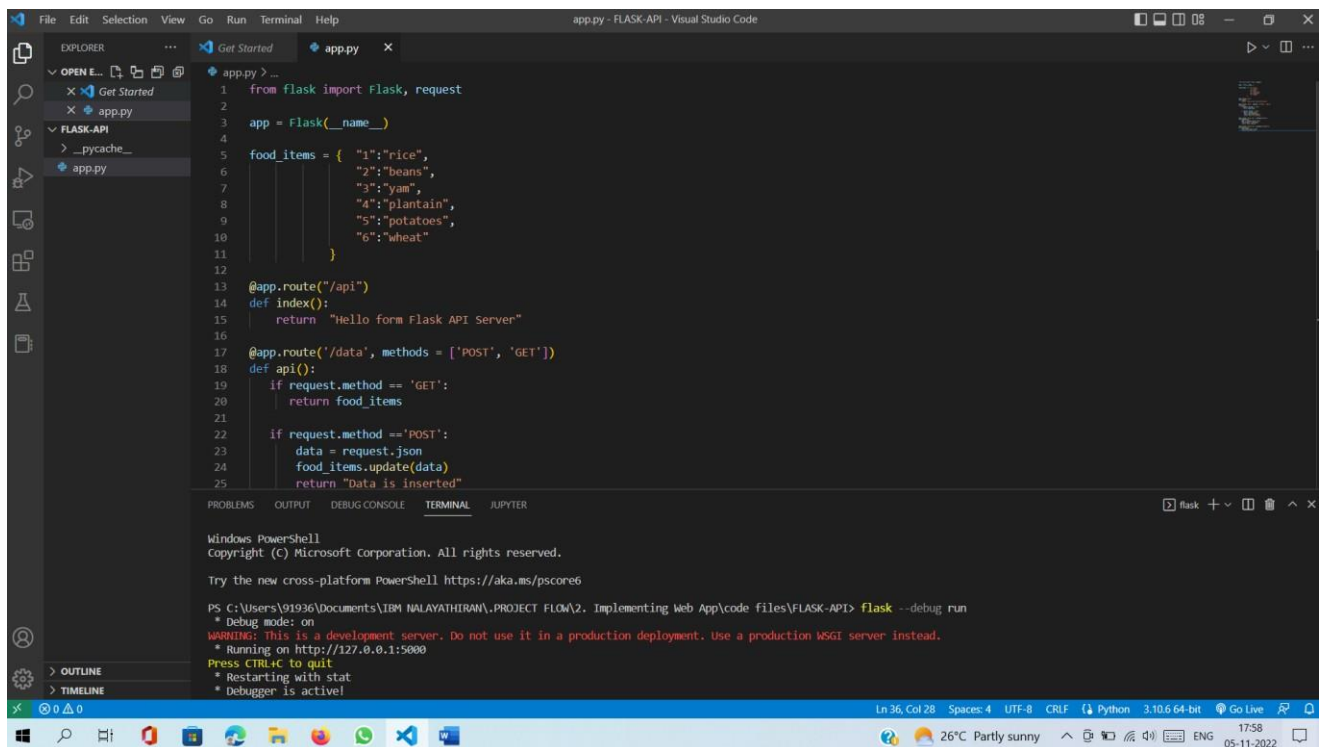 File Edit Selection View Go Run Terminal Help
app.py - FLASK-API - Visual Studio Code
EXPLORER
OPEN E...
Get Started
app.py
FLASK-API
__pycache__
app.py
OUTLINE
TIMELINE
Get Started app.py
app.py > ...
1 from flask import Flask, request
2
3 app = Flask(__name__)
4
5 food_items = { "1":"rice",
6 "2":"beans",
7 "3":"yam",
8 "4":"plantain",
9 "5":"potatoes",
10 "6":"wheat"
11 }
12
13 @app.route("/api")
14 def index():
15 return "Hello form Flask API Server"
16
17 @app.route('/data', methods = ['POST', 'GET'])
18 def api():
19 if request.method == 'GET':
20 return food_items
21
22 if request.method =='POST':
23 data = request.json
24 food_items.update(data)
25 return "Data is inserted"
PROBLEMS OUTPUT DEBUG CONSOLE TERMINAL JUPYTER
flask
Windows PowerShell
Copyright (C) Microsoft Corporation. All rights reserved.
Try the new cross-platform PowerShell https://aka.ms/pscore6
PS C:\Users\91936\Documents\IBM NALAYATHIRAN\.PROJECT FLOW\2. Implementing Web App\code files\FLASK-API> flask --debug run
* Debug mode: on
WARNING: This is a development server. Do not use it in a production deployment. Use a production WSGI server instead.
* Running on http://127.0.0.1:5000
Press CTRL+C to quit
* Restarting with stat
* Debugger is active!
0 0 0
Ln 36, Col 28 Spaces: 4 UTF-8 CRLF Python 3.10.6 64-bit Go Live
26°C Partly sunny
ENG
17:58
05-11-2022